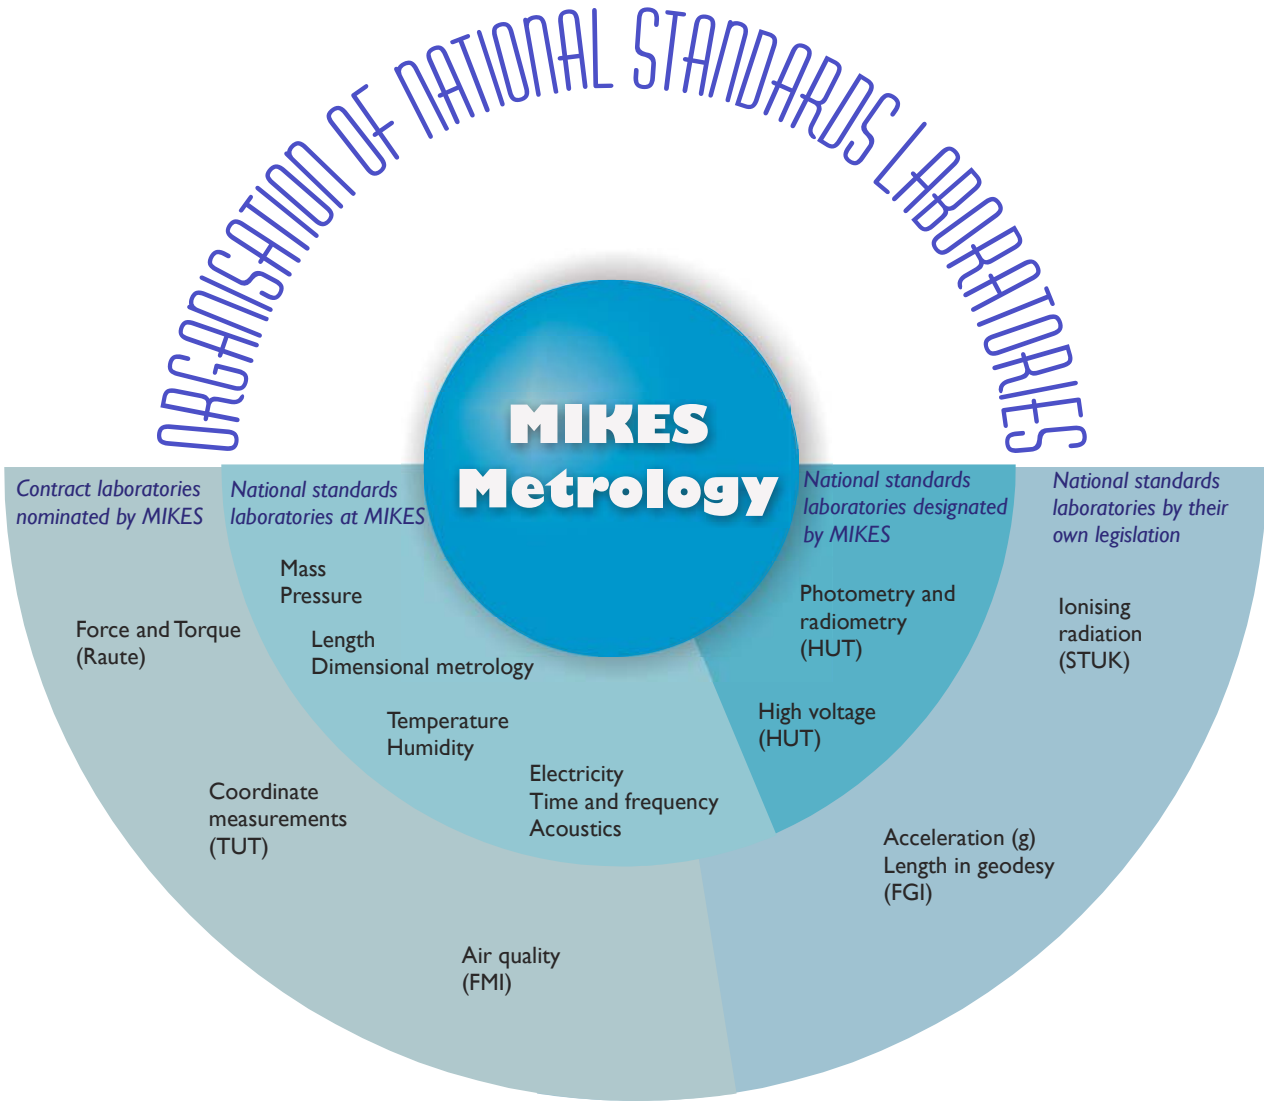 ORGANISATION OF NATIONAL STANDARDS LABORATORIES
MIKES
Metrology
Contract laboratories
nominated by MIKES
Force and Torque
(Raute)
Coordinate
measurements
(TUT)
Air quality
(FMI)
National standards
laboratories at MIKES
Mass
Pressure
Length
Dimensional metrology
Temperature
Humidity
Electricity
Time and frequency
Acoustics
National standards
laboratories designated
by MIKES
Photometry and
radiometry
(HUT)
High voltage
(HUT)
National standards
laboratories by their
own legislation
Ionising
radiation
(STUK)
Acceleration (g)
Length in geodesy
(FGI)